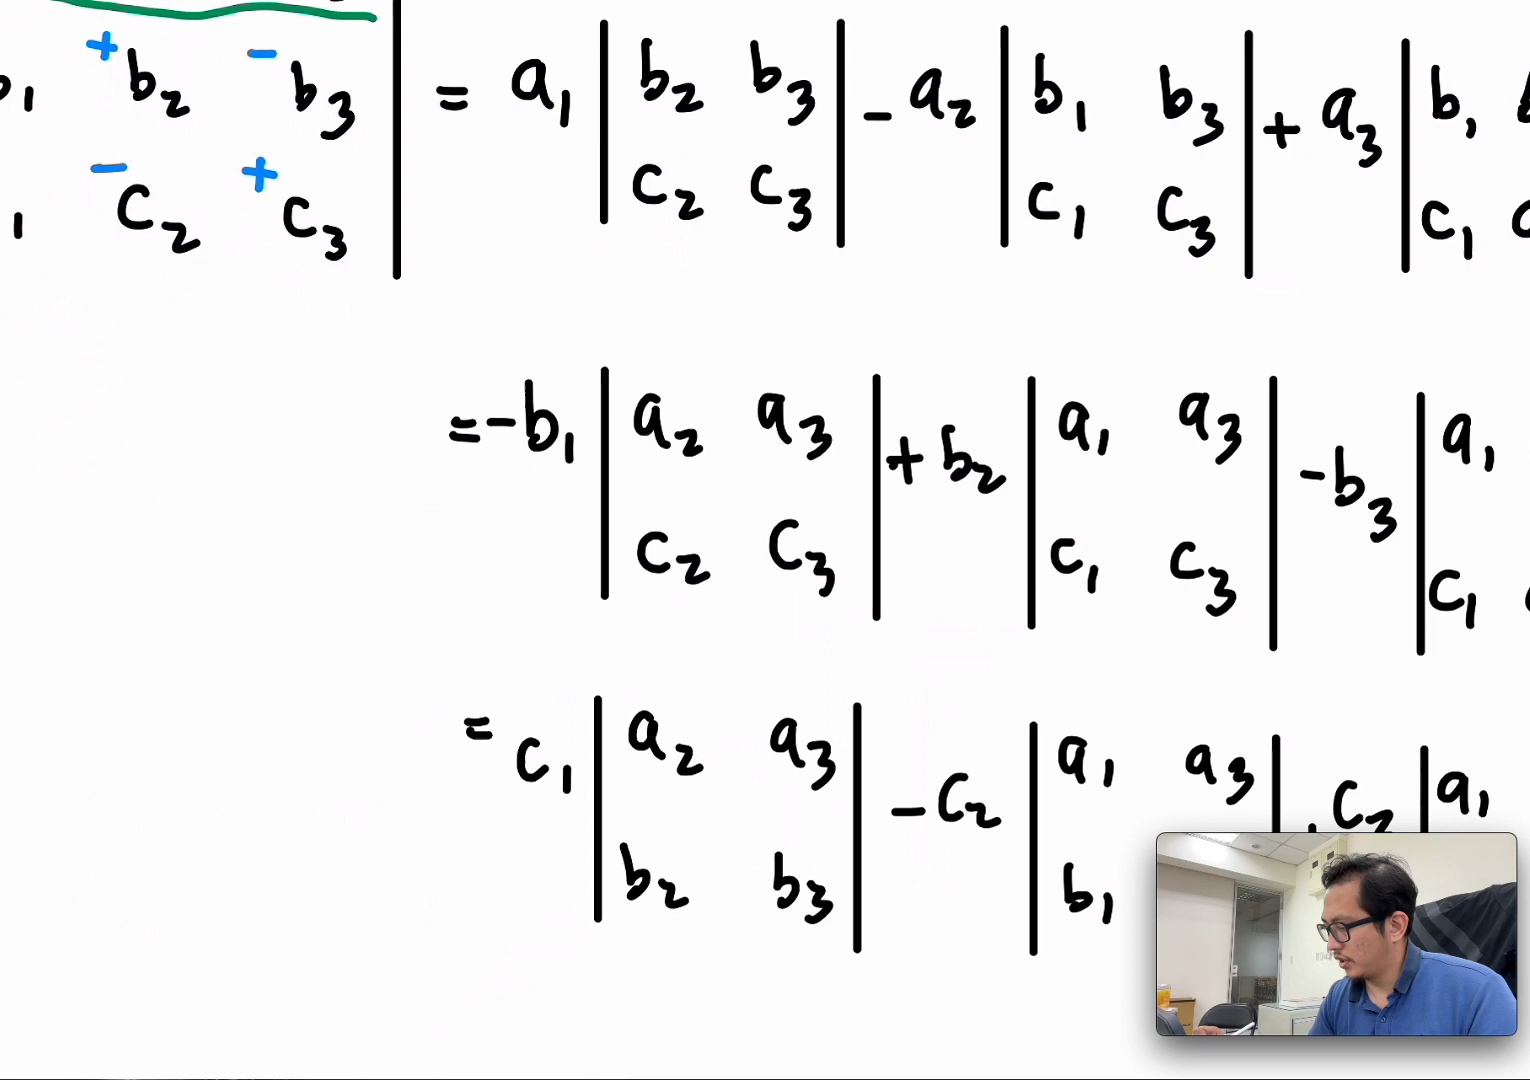 + −
b₁ b₂ b₃ | = a₁ | b₂ b₃ | − a₂ | b₁ b₃ | + a₃ | b₁
− +
₁ c₂ c₃ | | c₂ c₃ | | c₁ c₃ | | c₁
= −b₁ | a₂ a₃ | + b₂ | a₁ a₃ | − b₃ | a₁
| c₂ c₃ | | c₁ c₃ | | c₁
= c₁ | a₂ a₃ | − c₂ | a₁ a₃ | | a₁
| b₂ b₃ | | b₁